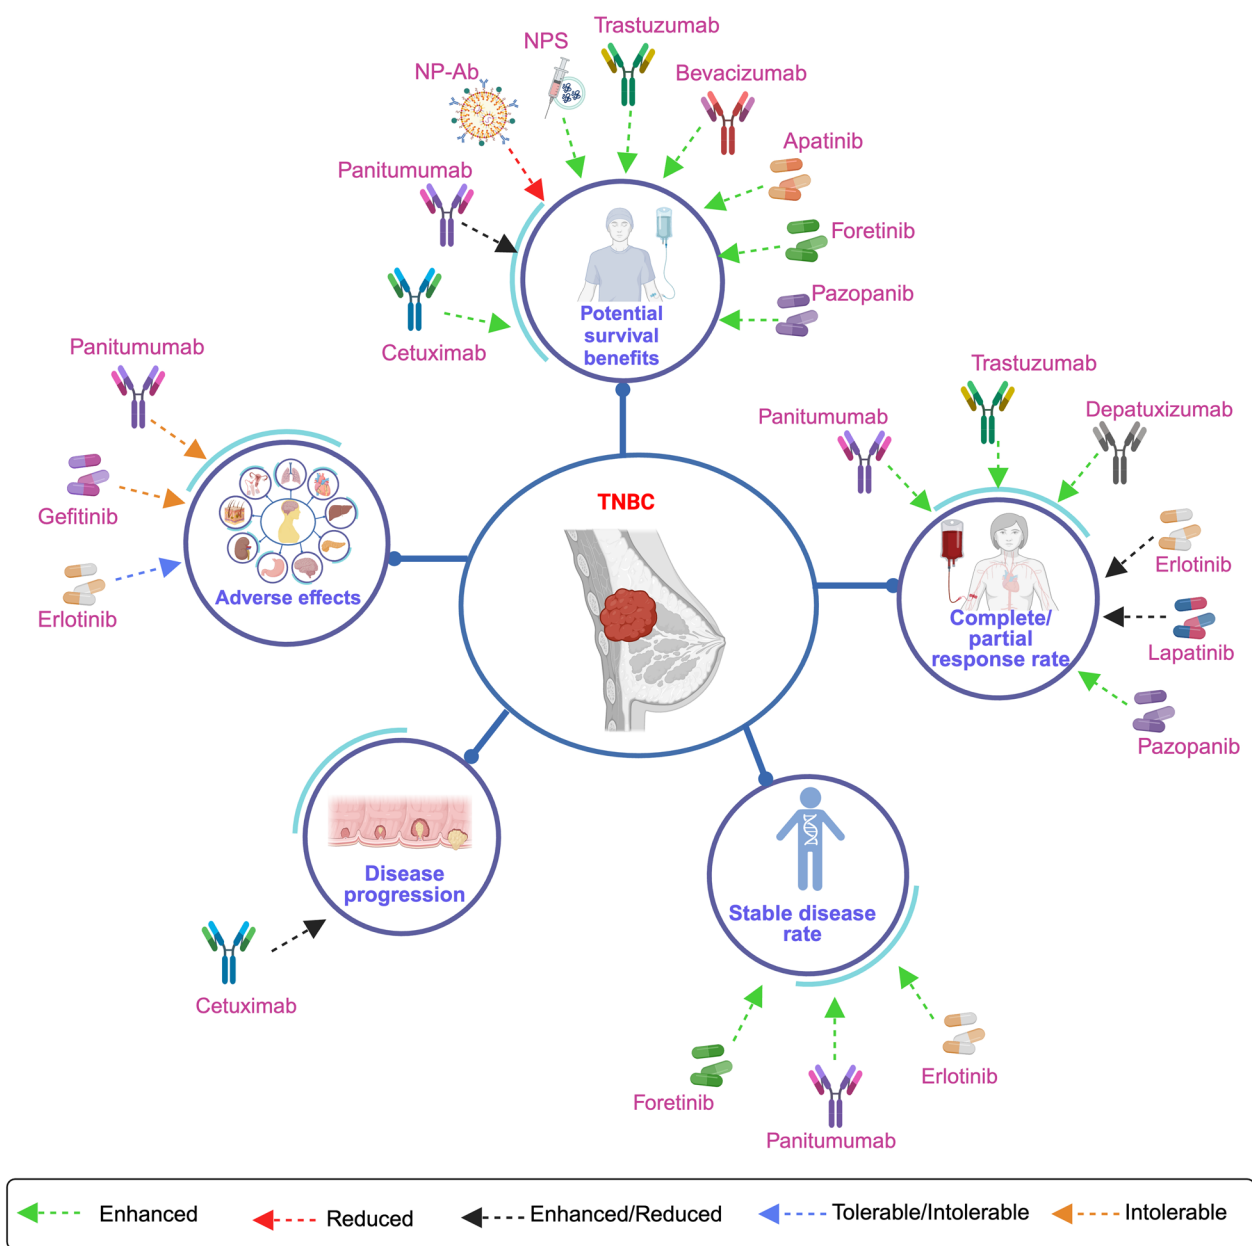 Trastuzumab
NPS
NP-Ab
Bevacizumab
Apatinib
Panitumumab
Foretinib
Pazopanib
Cetuximab
Potential
survival
benefits
Panitumumab
Gefitinib
Erlotinib
Adverse effects
TNBC
Trastuzumab
Panitumumab
Depatuxizumab
Erlotinib
Lapatinib
Pazopanib
Complete/
partial
response rate
Disease
progression
Cetuximab
Stable disease
rate
Foretinib
Panitumumab
Erlotinib
Enhanced
Reduced
Enhanced/Reduced
Tolerable/Intolerable
Intolerable